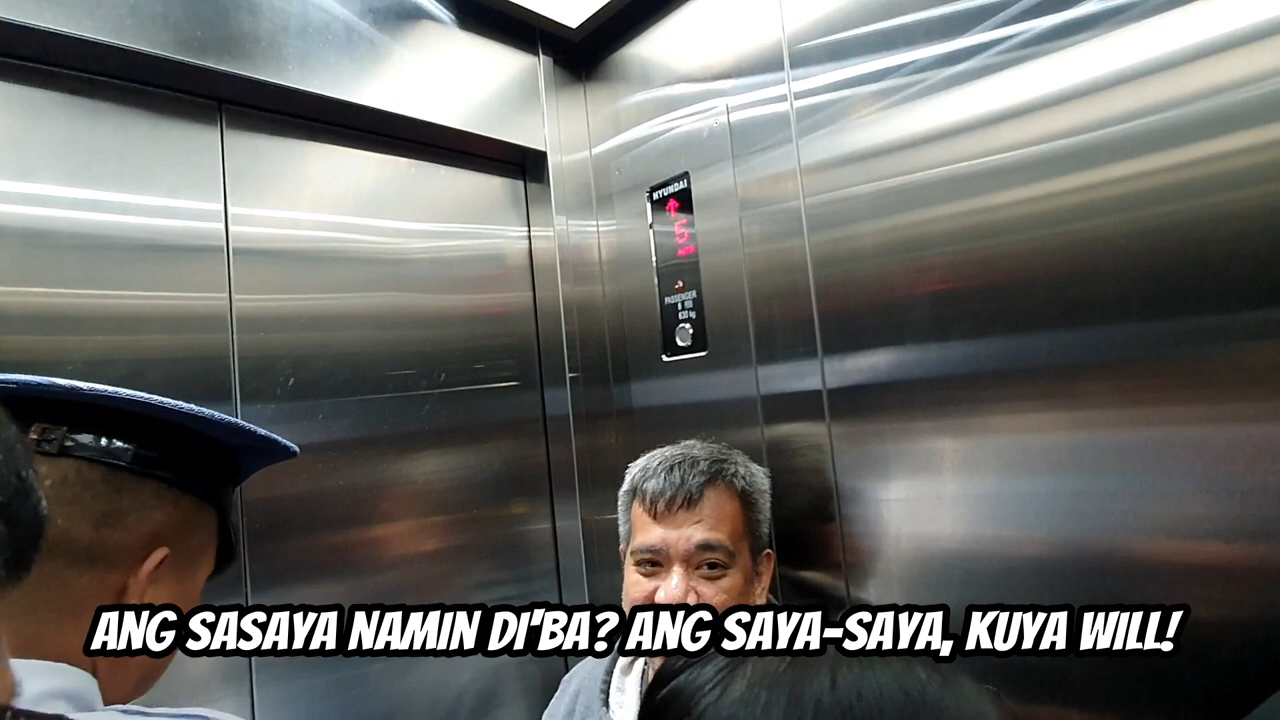 HYUNDAI
5
PASSENGER
630 kg
ANG SASAYA NAMIN DI'BA? ANG SAYA-SAYA, KUYA WILL!